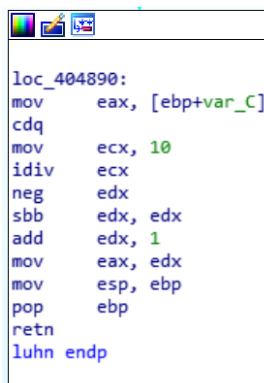 loc_404890:
mov eax, [ebp+var_C]
cdq
mov ecx, 10
idiv ecx
neg edx
sbb edx, edx
add edx, 1
mov eax, edx
mov esp, ebp
pop ebp
retn
luhn endp